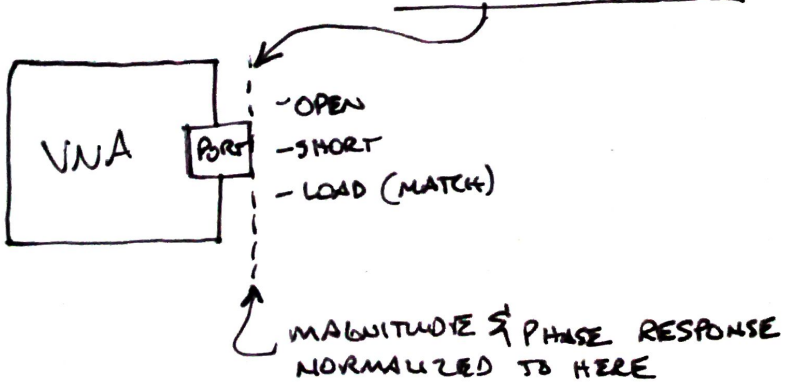 VNA
PORT
-OPEN
-SHORT
- LOAD (MATCH)
MAGNITUDE & PHASE RESPONSE
NORMALIZED TO HERE